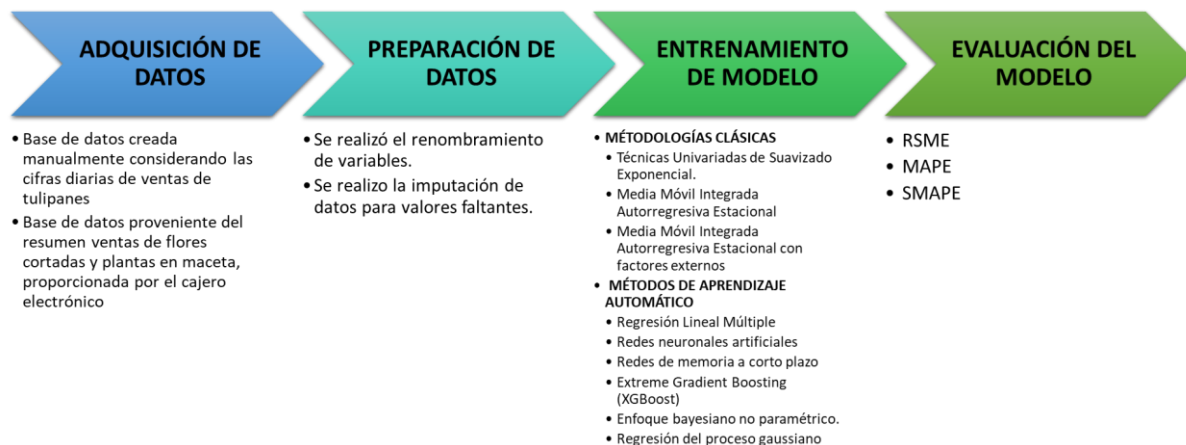 ADQUISICIÓN DE
DATOS
• Base de datos creada
manualmente considerando las
cifras diarias de ventas de
tulipanes
• Base de datos proveniente del
resumen ventas de flores
cortadas y plantas en maceta,
proporcionada por el cajero
electrónico
PREPARACIÓN DE
DATOS
• Se realizó el renombramiento
de variables.
• Se realizo la imputación de
datos para valores faltantes.
ENTRENAMIENTO
DE MODELO
• MÉTODOLOGÍAS CLÁSICAS
• Técnicas Univariadas de Suavizado
Exponencial.
• Media Móvil Integrada
Autorregresiva Estacional
• Media Móvil Integrada
Autorregresiva Estacional con
factores externos
• MÉTODOS DE APRENDIZAJE
AUTOMÁTICO
• Regresión Lineal Múltiple
• Redes neuronales artificiales
• Redes de memoria a corto plazo
• Extreme Gradient Boosting
(XGBoost)
• Enfoque bayesiano no paramétrico.
• Regresión del proceso gaussiano
EVALUACIÓN DEL
MODELO
• RSME
• MAPE
• SMAPE